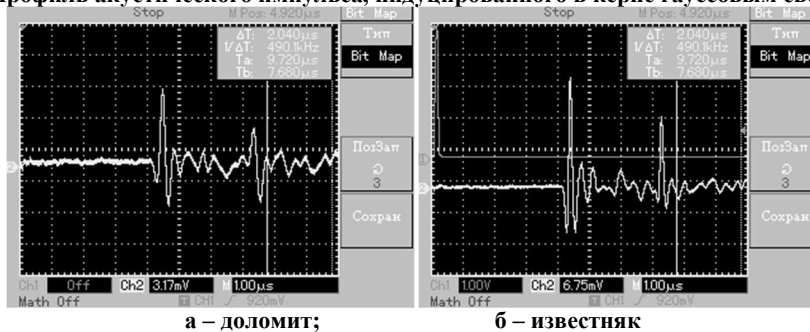 профиль акустического импульса, индуцированного в керне гауссовым
Stop M Pos: 4.920µs Bit Map
ΔT: 2.040µs
1/ΔT: 490.1kHz
Ta: 9.720µs
Tb: 7.680µs
Тип
Bit Map
ПозЗап
3
Сохран
Ch1 Off Ch2 3.17mV M 1.00µs
Math Off CH1 920mV
Stop M Pos: 4.920µs Bit Map
ΔT: 2.040µs
1/ΔT: 490.1kHz
Ta: 9.720µs
Tb: 7.680µs
Тип
Bit Map
ПозЗап
3
Сохран
Ch1 1.00V Ch2 6.75mV M 1.00µs
Math Off CH1 920mV
а – доломит; б – известняк